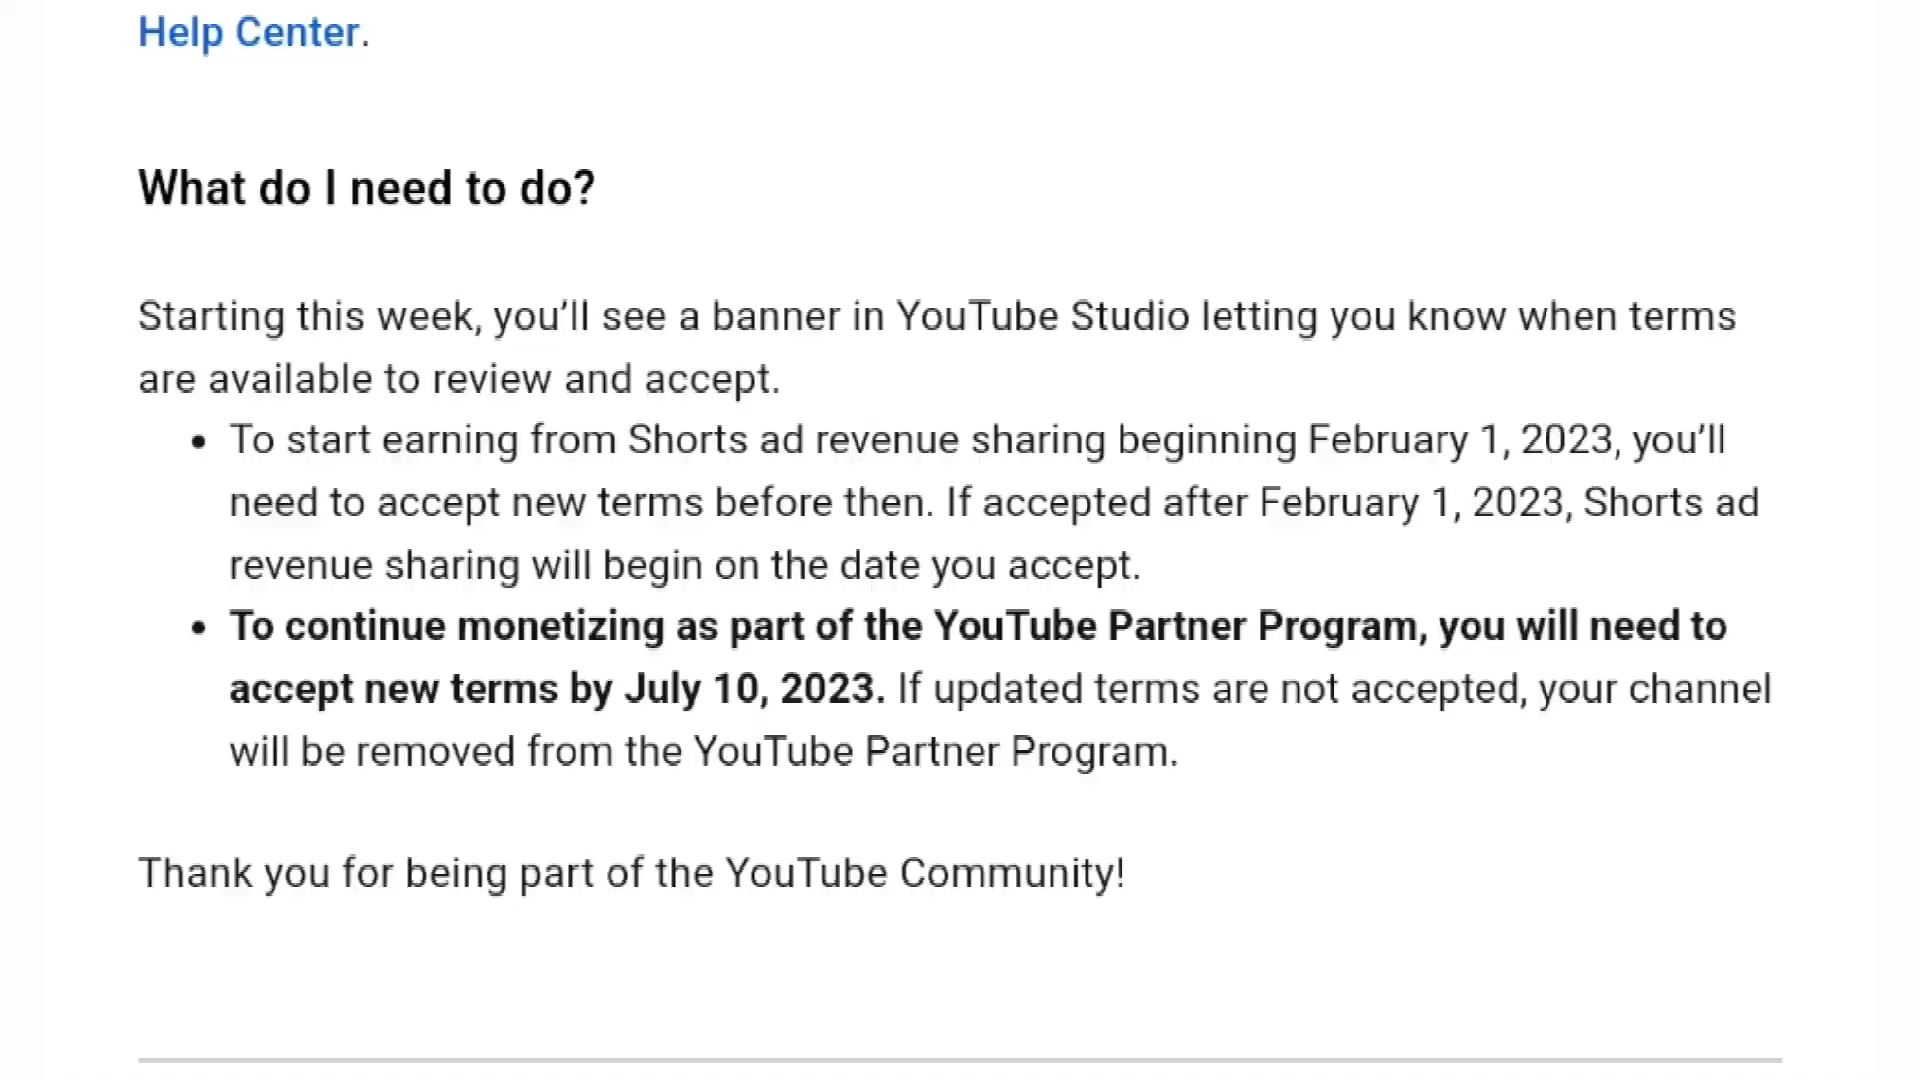 Help Center.
What do I need to do?
Starting this week, you’ll see a banner in YouTube Studio letting you know when terms
are available to review and accept.
• To start earning from Shorts ad revenue sharing beginning February 1, 2023, you’ll
need to accept new terms before then. If accepted after February 1, 2023, Shorts ad
revenue sharing will begin on the date you accept.
• To continue monetizing as part of the YouTube Partner Program, you will need to
accept new terms by July 10, 2023. If updated terms are not accepted, your channel
will be removed from the YouTube Partner Program.
Thank you for being part of the YouTube Community!